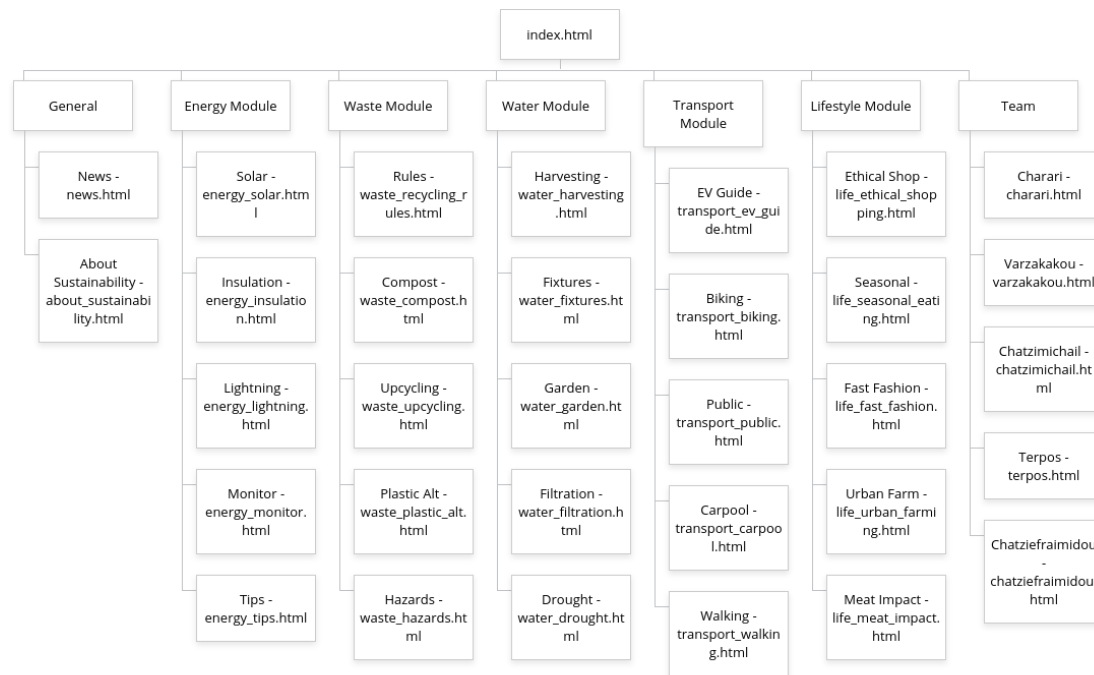 index.html
General
News -
news.html
About
Sustainability -
about_sustainabi
lity.html
Energy Module
Solar -
energy_solar.htm
l
Insulation -
energy_insulatio
n.html
Lightning -
energy_lightning.
html
Monitor -
energy_monitor.
html
Tips -
energy_tips.html
Waste Module
Rules -
waste_recycling_r
ules.html
Compost -
waste_compost.h
tml
Upcycling -
waste_upcycling.
html
Plastic Alt -
waste_plastic_alt.
html
Hazards -
waste_hazards.ht
ml
Water Module
Harvesting -
water_harvesting
.html
Fixtures -
water_fixtures.ht
ml
Garden -
water_garden.ht
ml
Filtration -
water_filtration.h
tml
Drought -
water_drought.ht
ml
Transport
Module
EV Guide -
transport_ev_gui
de.html
Biking -
transport_biking.
html
Public -
transport_public.
html
Carpool -
transport_carpoo
l.html
Walking -
transport_walkin
g.html
Lifestyle Module
Ethical Shop -
life_ethical_shop
ping.html
Seasonal -
life_seasonal_eati
ng.html
Fast Fashion -
life_fast_fashion.
html
Urban Farm -
life_urban_farmi
ng.html
Meat Impact -
life_meat_impact.
html
Team
Charari -
charari.html
Varzakakou -
varzakakou.html
Chatzimichail -
chatzimichail.ht
ml
Terpos -
terpos.html
Chatziefraimidou
-
chatziefraimidou.
html